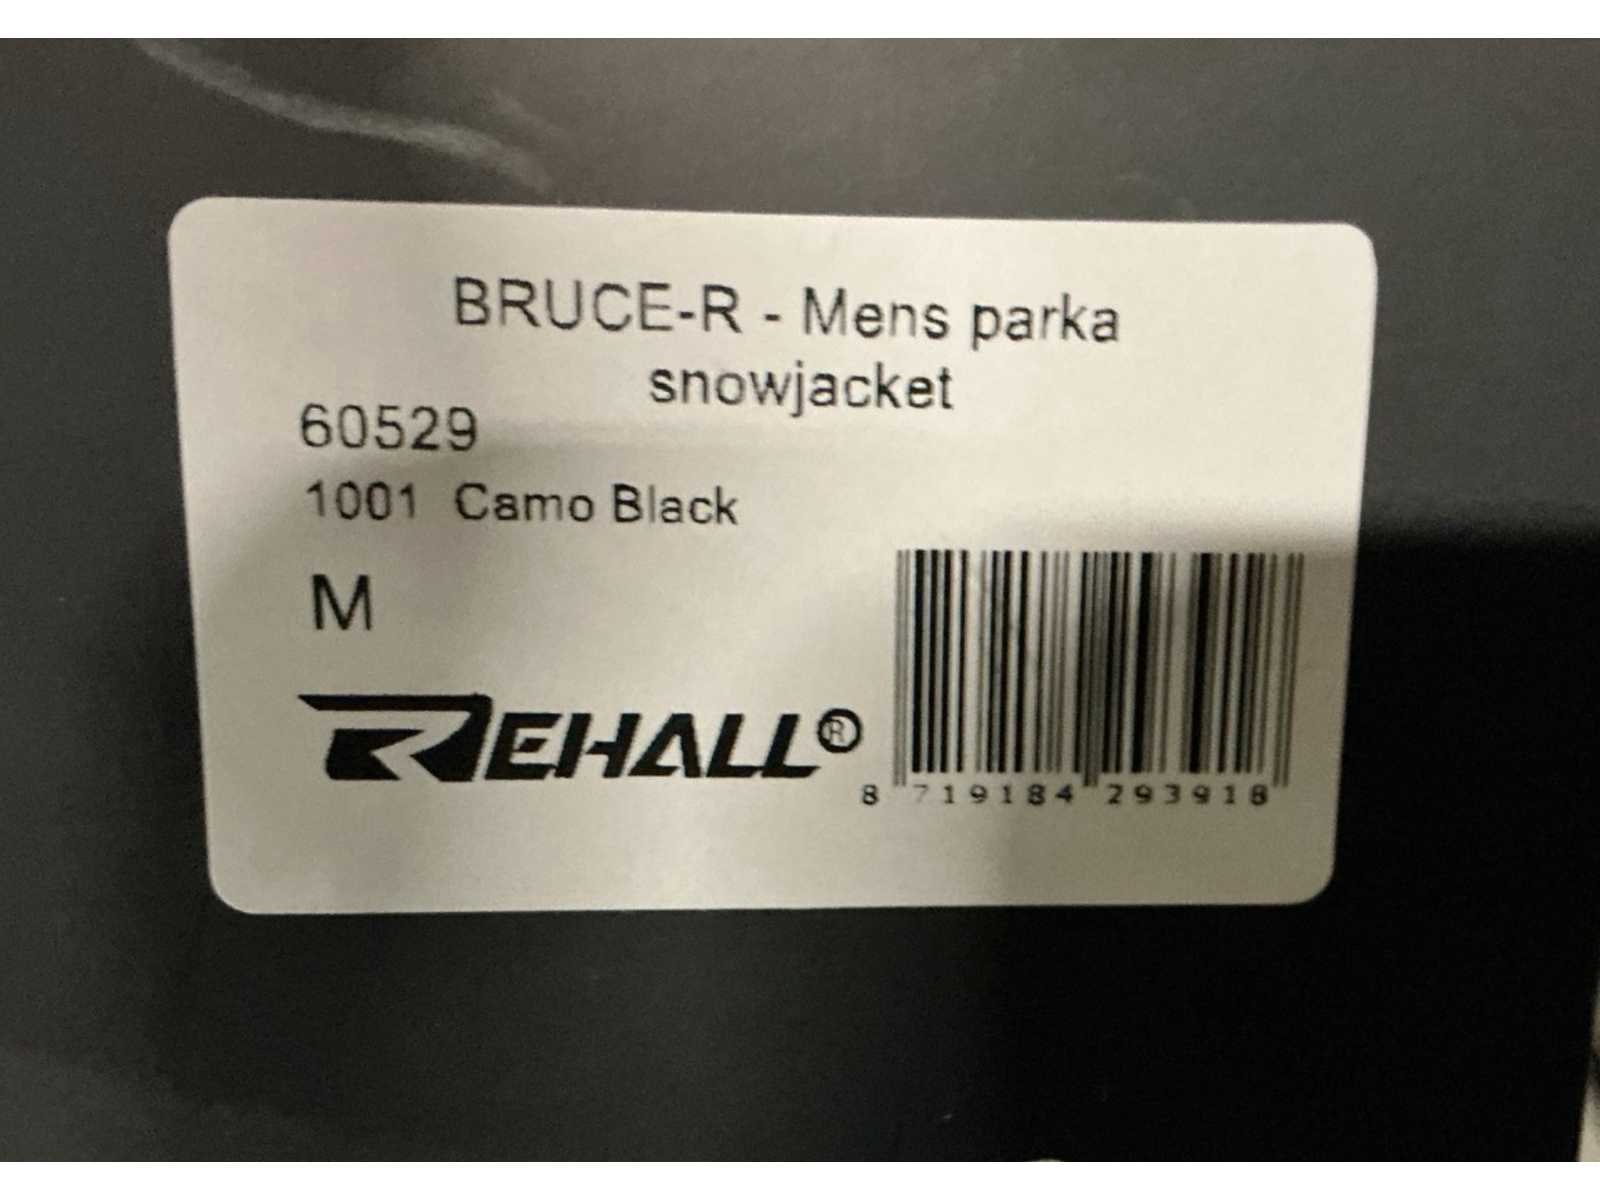 BRUCE-R - Mens parka
snowjacket
60529
1001 Camo Black
M
REHALL®
8 719184 293918